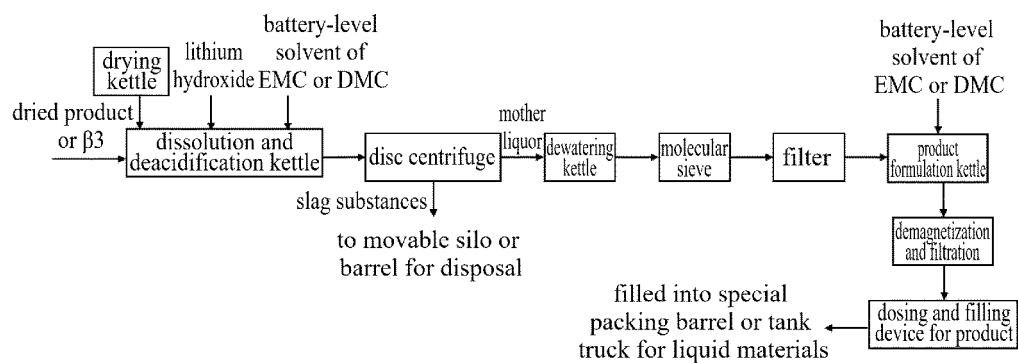 drying
kettle
lithium
hydroxide
battery-level
solvent of
EMC or DMC
dried product
or β3
dissolution and
deacidification kettle
disc centrifuge
mother
liquor
dewatering
kettle
molecular
sieve
filter
battery-level
solvent of
EMC or DMC
product
formulation kettle
slag substances
to movable silo or
barrel for disposal
demagnetization
and filtration
dosing and filling
device for product
filled into special
packing barrel or tank
truck for liquid materials